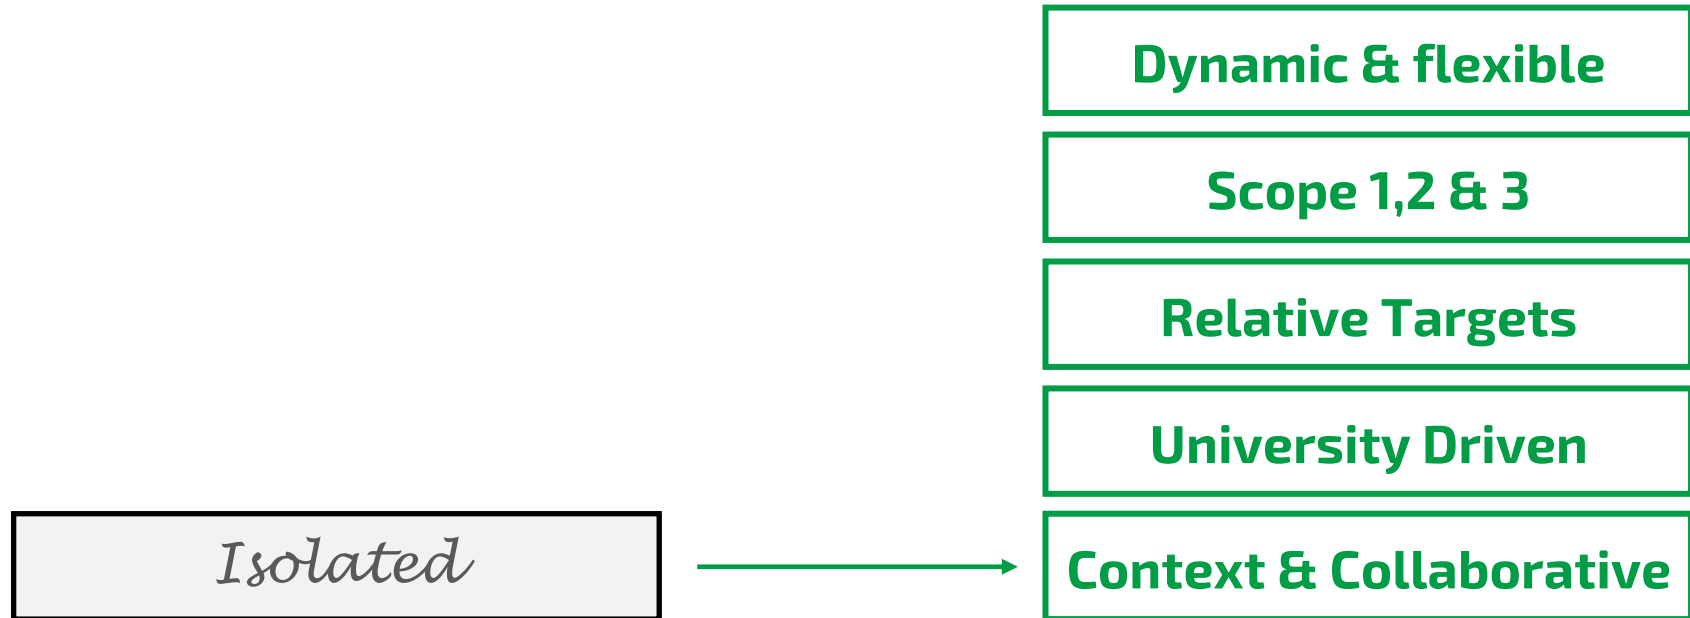 Dynamic & flexible
Scope 1,2 & 3
Relative Targets
University Driven
Isolated
Context & Collaborative